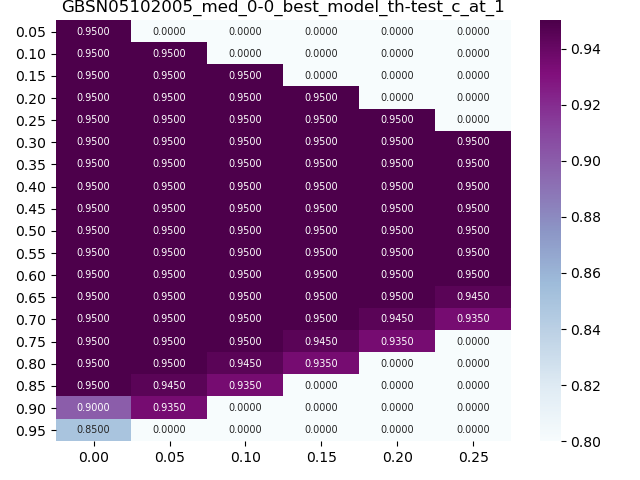 GBSN05102005_med_0-0_best_model_th-test_c_at_1
0.05 0.9500 0.0000 0.0000 0.0000 0.0000 0.0000
0.10 0.9500 0.9500 0.0000 0.0000 0.0000 0.0000
0.15 0.9500 0.9500 0.9500 0.0000 0.0000 0.0000
0.20 0.9500 0.9500 0.9500 0.9500 0.0000 0.0000
0.25 0.9500 0.9500 0.9500 0.9500 0.9500 0.0000
0.30 0.9500 0.9500 0.9500 0.9500 0.9500 0.9500
0.35 0.9500 0.9500 0.9500 0.9500 0.9500 0.9500
0.40 0.9500 0.9500 0.9500 0.9500 0.9500 0.9500
0.45 0.9500 0.9500 0.9500 0.9500 0.9500 0.9500
0.50 0.9500 0.9500 0.9500 0.9500 0.9500 0.9500
0.55 0.9500 0.9500 0.9500 0.9500 0.9500 0.9500
0.60 0.9500 0.9500 0.9500 0.9500 0.9500 0.9500
0.65 0.9500 0.9500 0.9500 0.9500 0.9500 0.9450
0.70 0.9500 0.9500 0.9500 0.9500 0.9450 0.9350
0.75 0.9500 0.9500 0.9500 0.9450 0.9350 0.0000
0.80 0.9500 0.9500 0.9450 0.9350 0.0000 0.0000
0.85 0.9500 0.9450 0.9350 0.0000 0.0000 0.0000
0.90 0.9000 0.9350 0.0000 0.0000 0.0000 0.0000
0.95 0.8500 0.0000 0.0000 0.0000 0.0000 0.0000
0.00 0.05 0.10 0.15 0.20 0.25
0.94
0.92
0.90
0.88
0.86
0.84
0.82
0.80